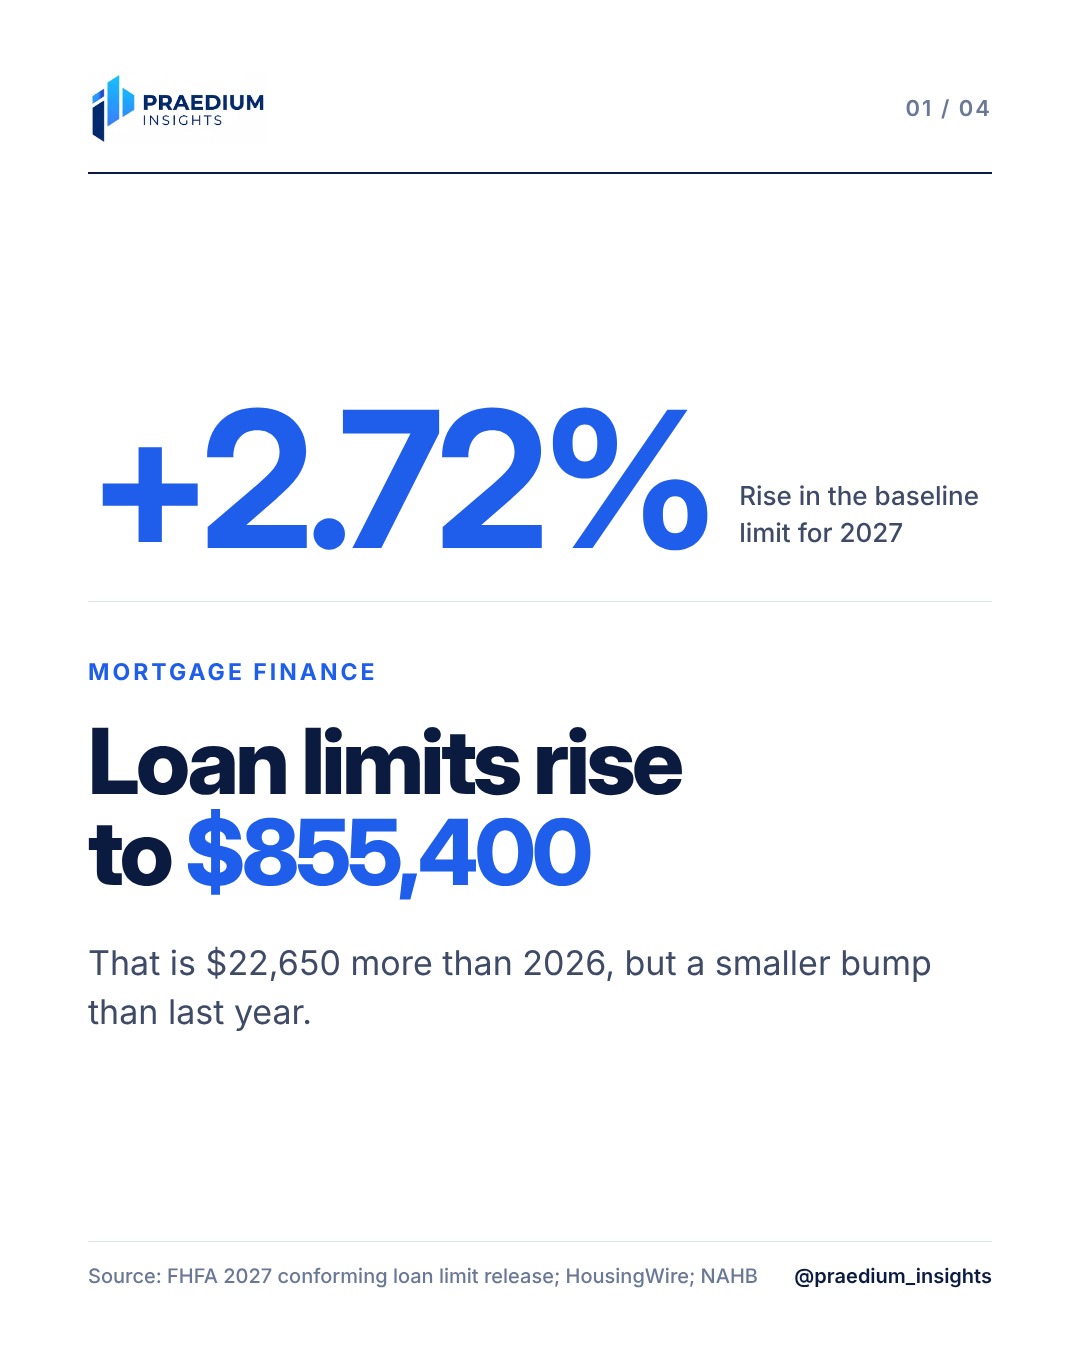 PRAEDIUM
INSIGHTS
01 / 04
+2.72%
Rise in the baseline
limit for 2027
MORTGAGE FINANCE
Loan limits rise
to $855,400
That is $22,650 more than 2026, but a smaller bump
than last year.
Source: FHFA 2027 conforming loan limit release; HousingWire; NAHB
@praedium_insights